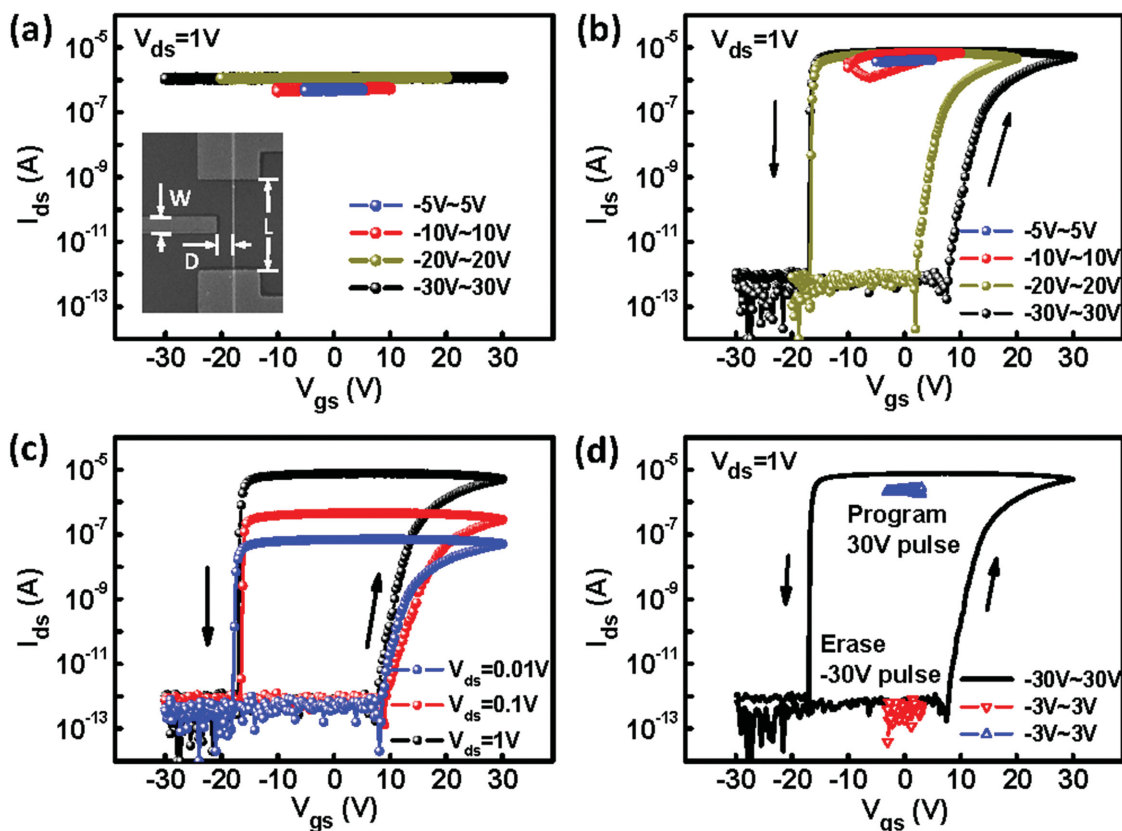 (a)
V_ds=1V
I_ds (A)
10^-5
10^-7
10^-9
10^-11
10^-13
W
L
D
-5V~5V
-10V~10V
-20V~20V
-30V~30V
-30 -20 -10 0 10 20 30
V_gs (V)
(b)
V_ds=1V
I_ds (A)
10^-5
10^-7
10^-9
10^-11
10^-13
-5V~5V
-10V~10V
-20V~20V
-30V~30V
-30 -20 -10 0 10 20 30
V_gs (V)
(c)
I_ds (A)
10^-5
10^-7
10^-9
10^-11
10^-13
V_ds=0.01V
V_ds=0.1V
V_ds=1V
-30 -20 -10 0 10 20 30
V_gs (V)
(d)
V_ds=1V
I_ds (A)
10^-5
10^-7
10^-9
10^-11
10^-13
Program
30V pulse
Erase
-30V pulse
-30V~30V
-3V~3V
-3V~3V
-30 -20 -10 0 10 20 30
V_gs (V)